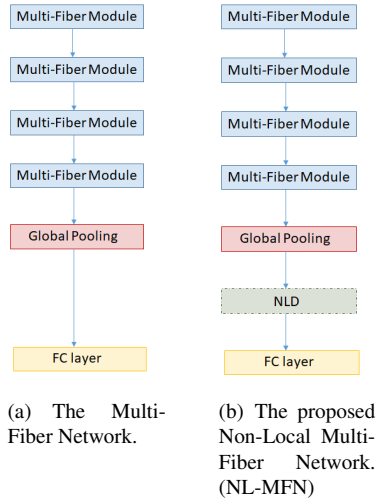 Multi-Fiber Module
Multi-Fiber Module
Multi-Fiber Module
Multi-Fiber Module
Global Pooling
FC layer
(a) The Multi-
Fiber Network.
Multi-Fiber Module
Multi-Fiber Module
Multi-Fiber Module
Multi-Fiber Module
Global Pooling
NLD
FC layer
(b) The proposed
Non-Local Multi-
Fiber Network.
(NL-MFN)